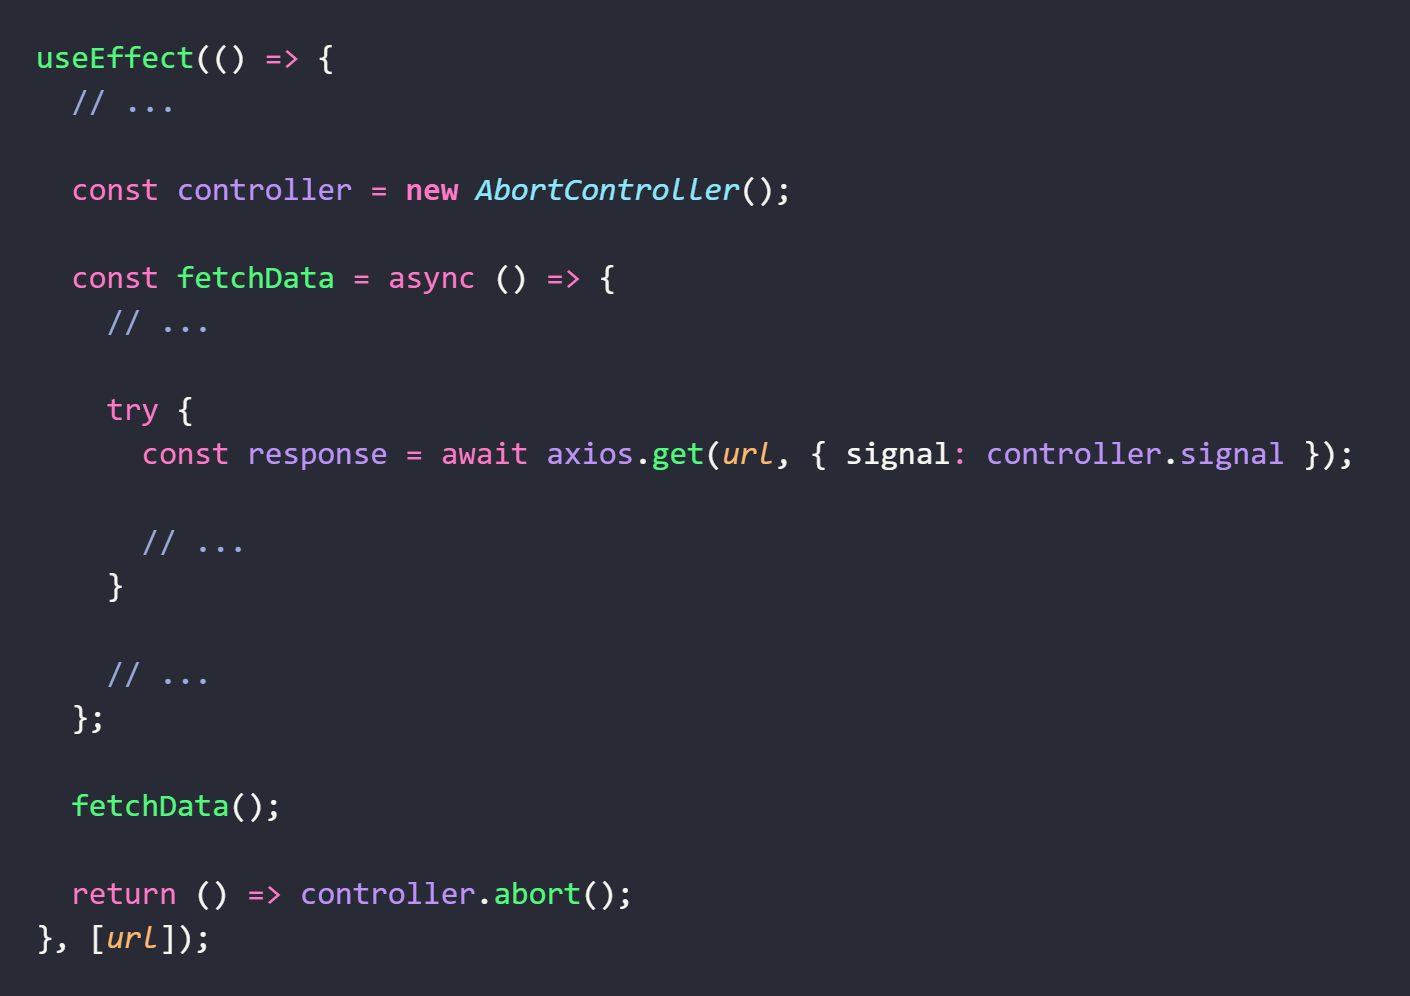 useEffect(() => {
  // ...

  const controller = new AbortController();

  const fetchData = async () => {
    // ...

    try {
      const response = await axios.get(url, { signal: controller.signal });

      // ...
    }

    // ...
  };

  fetchData();

  return () => controller.abort();
}, [url]);